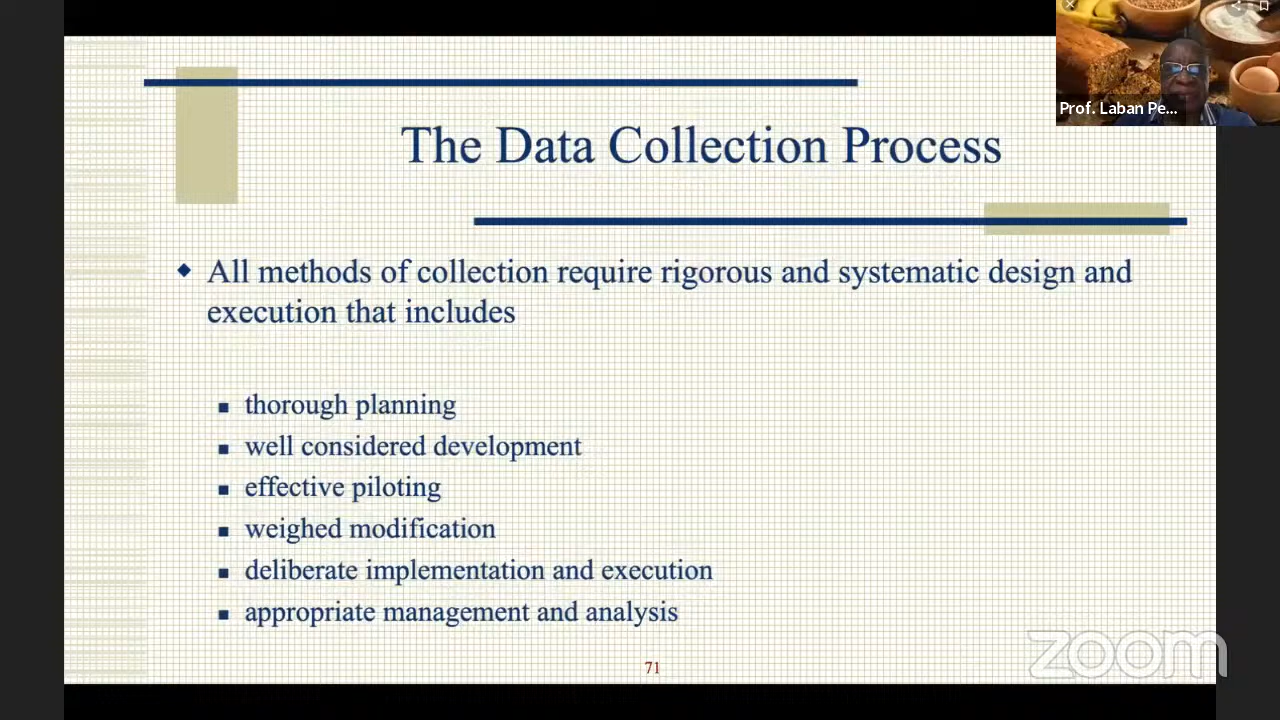 Prof. Laban Pe...
The Data Collection Process
All methods of collection require rigorous and systematic design and
execution that includes
thorough planning
well considered development
effective piloting
weighed modification
deliberate implementation and execution
appropriate management and analysis
71
zoom